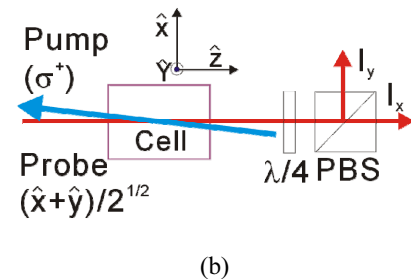 Pump
(σ⁺)
x̂
Ŷ
ẑ
I_y
I_x
Cell
Probe
(x̂+ŷ)/2^{1/2}
λ/4 PBS
(b)